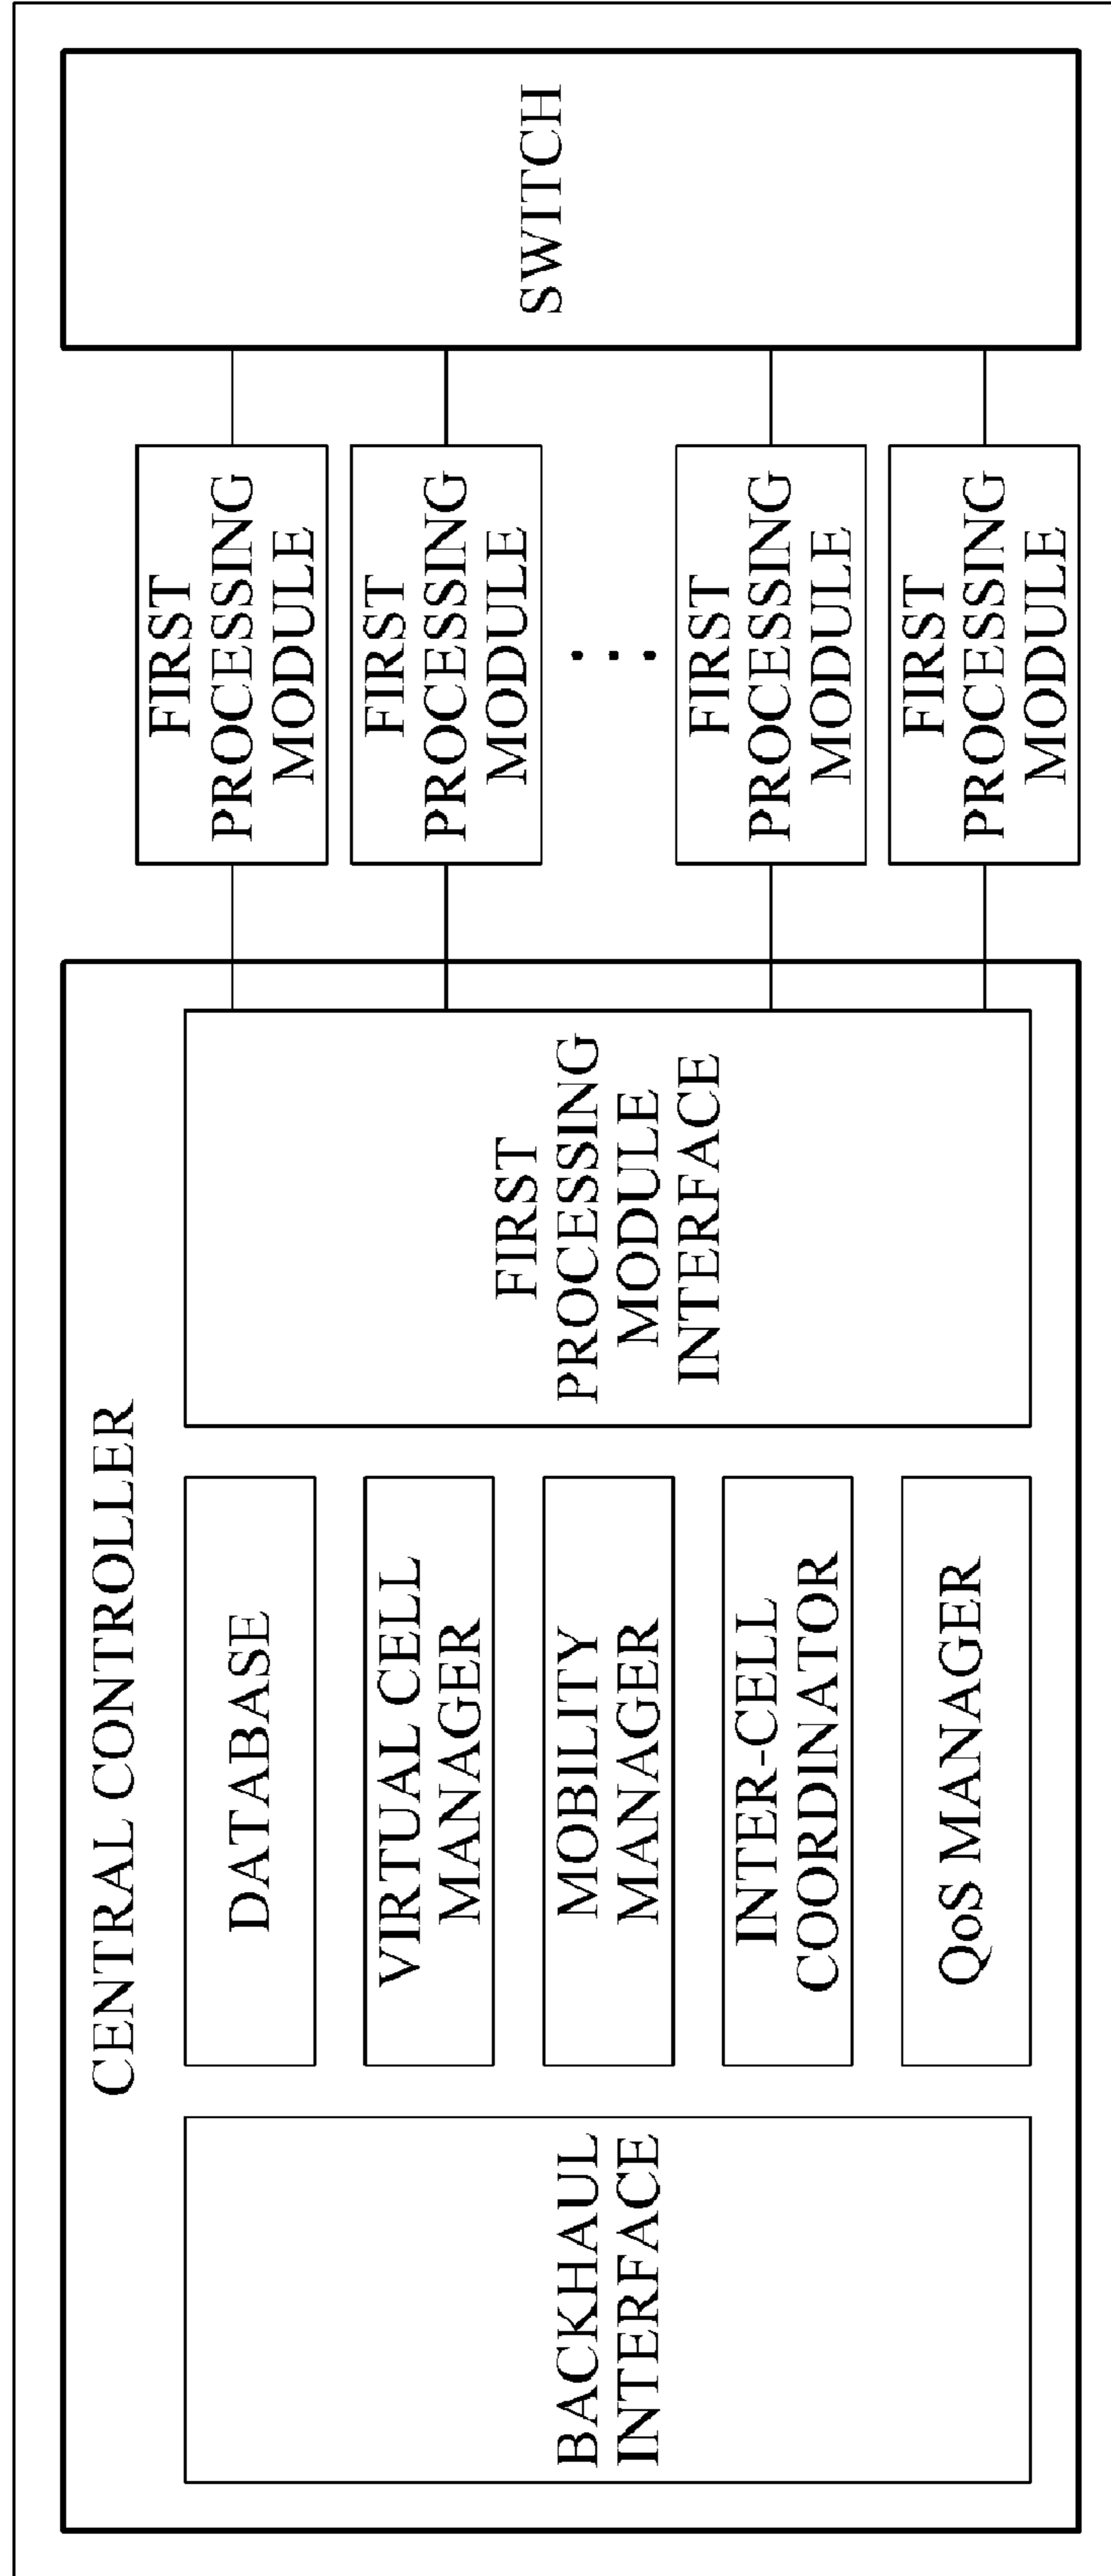 CENTRAL CONTROLLER
BACKHAUL
INTERFACE
DATABASE
VIRTUAL CELL
MANAGER
MOBILITY
MANAGER
INTER-CELL
COORDINATOR
QoS MANAGER
FIRST
PROCESSING
MODULE
INTERFACE
FIRST
PROCESSING
MODULE
FIRST
PROCESSING
MODULE
...
FIRST
PROCESSING
MODULE
FIRST
PROCESSING
MODULE
SWITCH